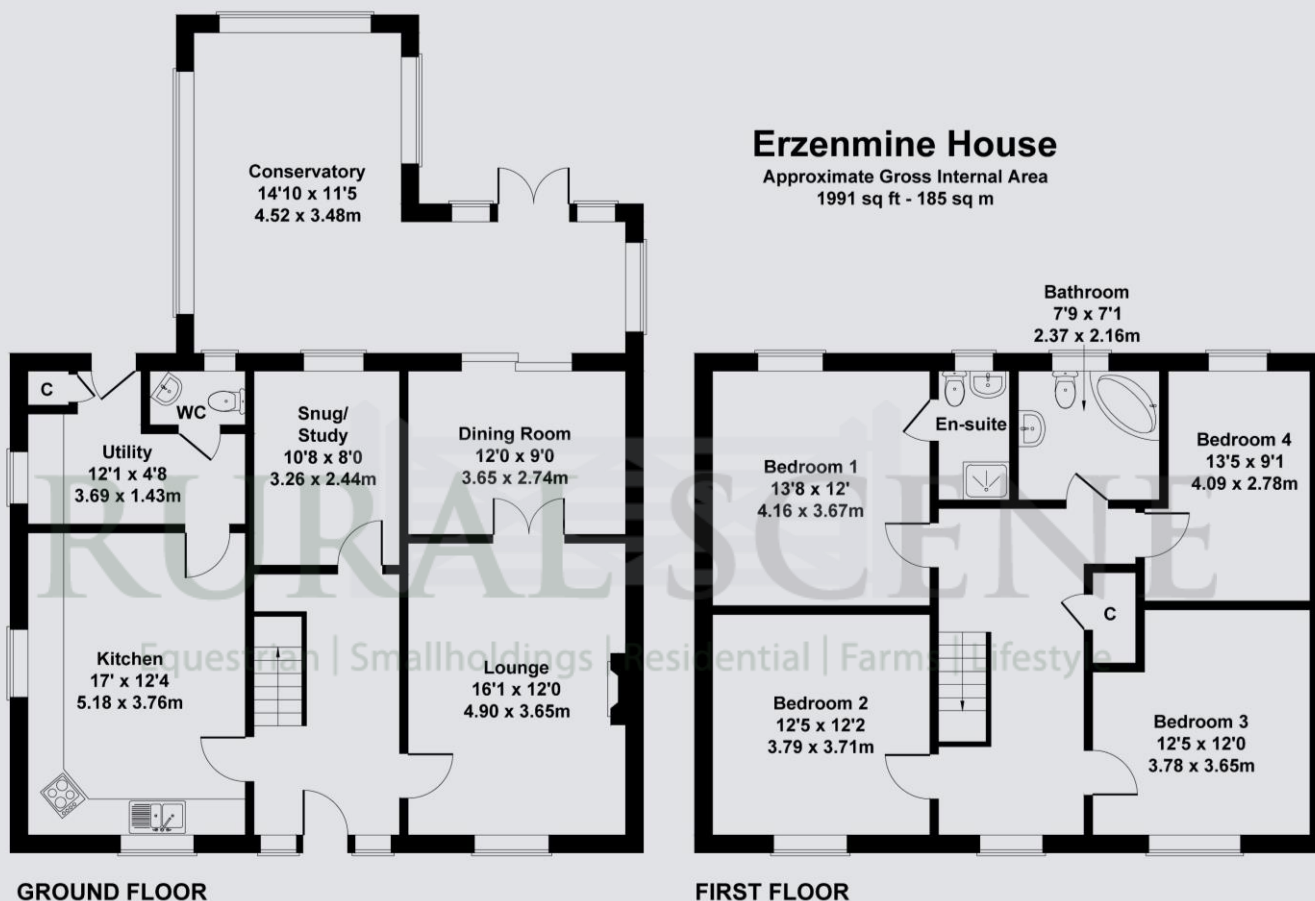 Erzenmine House
Approximate Gross Internal Area
1991 sq ft - 185 sq m
Conservatory
14'10 x 11'5
4.52 x 3.48m
C
WC
Utility
12'1 x 4'8
3.69 x 1.43m
Snug/
Study
10'8 x 8'0
3.26 x 2.44m
Dining Room
12'0 x 9'0
3.65 x 2.74m
Kitchen
17' x 12'4
5.18 x 3.76m
Lounge
16'1 x 12'0
4.90 x 3.65m
GROUND FLOOR
Bathroom
7'9 x 7'1
2.37 x 2.16m
En-suite
Bedroom 1
13'8 x 12'
4.16 x 3.67m
Bedroom 4
13'5 x 9'1
4.09 x 2.78m
C
Bedroom 2
12'5 x 12'2
3.79 x 3.71m
Bedroom 3
12'5 x 12'0
3.78 x 3.65m
FIRST FLOOR
RURAL SCENE
Equestrian | Smallholdings | Residential | Farms | Lifestyle